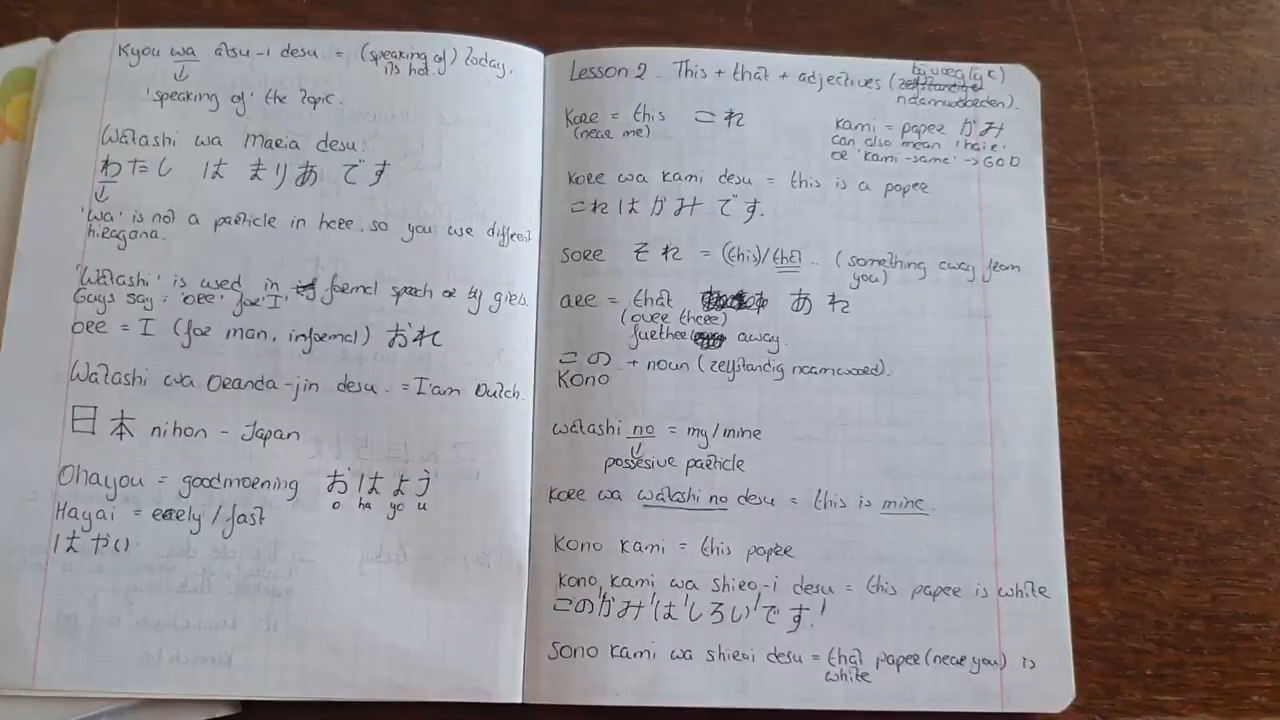 Kyou wa atsu-i desu = (speaking of) today,
its hot.
'speaking of' the topic.
Watashi wa Maria desu.
わたし は まりあ です
'Wa' is not a particle in here, so you use different
hiragana.
'Watashi' is used in formal speech or by girls.
Guys say: 'ore' for 'I'
ore = I (for man, informal) おれ
Watashi wa Oranda-jin desu. = I'am Dutch.
日本 nihon - Japan
Ohayou = goodmorning おはよう
o ha yo u
Hayai = early / fast
はやい
Lesson 2. This + that + adjectives (bijvoeglijk)
zelfstandige
naamwoorden).
Kore = this これ
(near me)
kami = paper かみ
can also mean 'hair'
or 'kami-sama' -> GOD
kore wa kami desu = this is a paper
これはかみです.
sore それ = (this)/that .. (something away from
you)
are = that あれ
(over there)
further away.
この + noun (zelfstandig naamwoord).
Kono
watashi no = my/mine
possesive particle
kore wa watashi no desu = this is mine.
Kono kami = this paper
kono kami wa shiro-i desu = this paper is white
このかみはしろいです!
Sono kami wa shiroi desu = that paper (near you) is
white